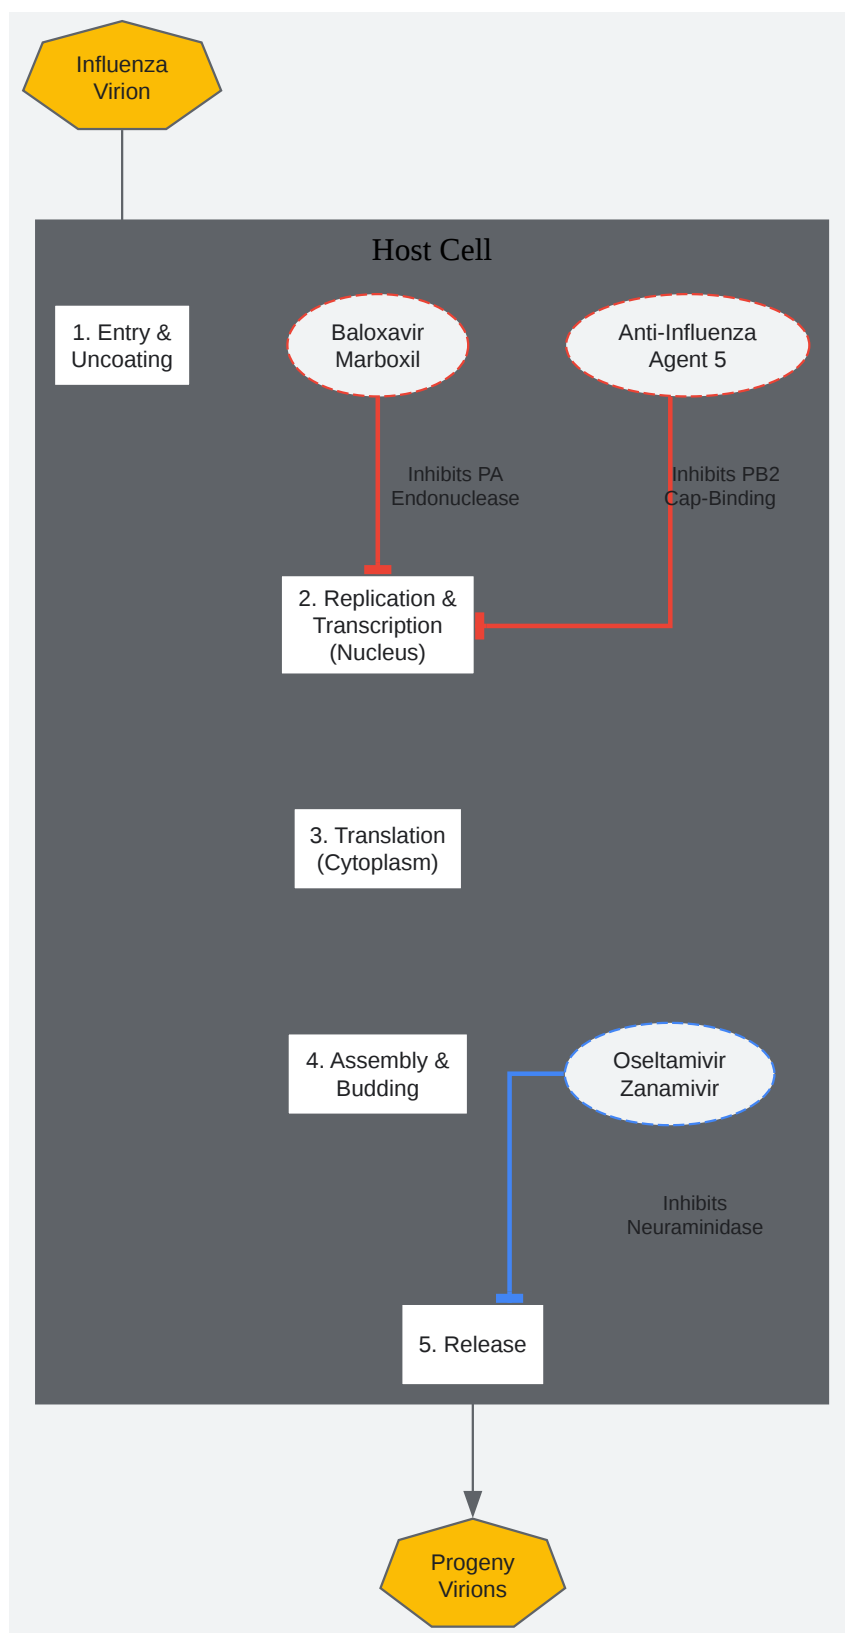 Influenza
Virion
Host Cell
1. Entry &
Uncoating
Baloxavir
Marboxil
Anti-Influenza
Agent 5
Inhibits PA
Endonuclease
Inhibits PB2
Cap-Binding
2. Replication &
Transcription
(Nucleus)
3. Translation
(Cytoplasm)
4. Assembly &
Budding
Oseltamivir
Zanamivir
Inhibits
Neuraminidase
5. Release
Progeny
Virions